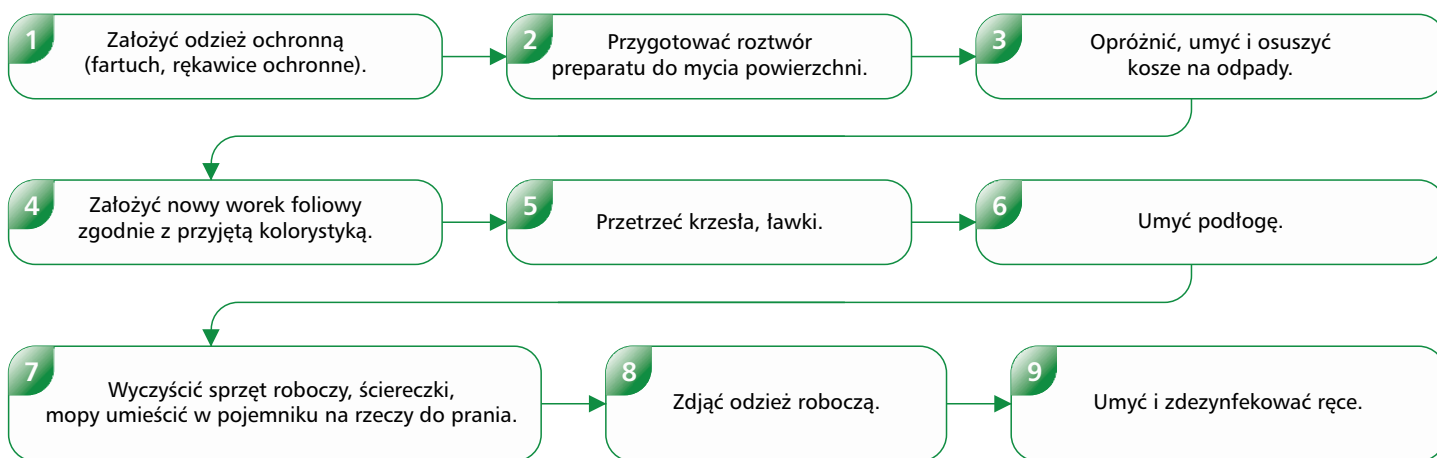 1
Założyć odzież ochronną
(fartuch, rękawice ochronne).
2
Przygotować roztwór
preparatu do mycia powierzchni.
3
Opróżnić, umyć i osuszyć
kosze na odpady.
4
Założyć nowy worek foliowy
zgodnie z przyjętą kolorystyką.
5
Przetrzeć krzesła, ławki.
6
Umyć podłogę.
7
Wyczyścić sprzęt roboczy, ściereczki,
mopy umieścić w pojemniku na rzeczy do prania.
8
Zdjąć odzież roboczą.
9
Umyć i zdezynfekować ręce.